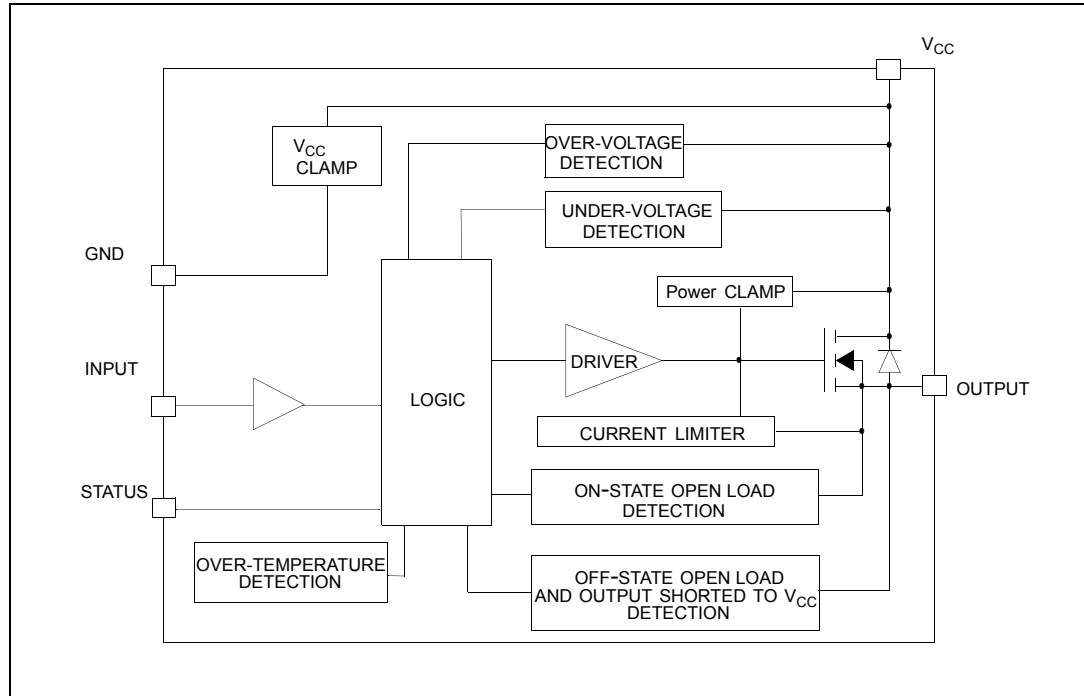 VCC
VCC
CLAMP
OVER-VOLTAGE
DETECTION
UNDER-VOLTAGE
DETECTION
GND
Power CLAMP
INPUT
DRIVER
LOGIC
OUTPUT
CURRENT LIMITER
STATUS
ON-STATE OPEN LOAD
DETECTION
OVER-TEMPERATURE
DETECTION
OFF-STATE OPEN LOAD
AND OUTPUT SHORTED TO VCC
DETECTION